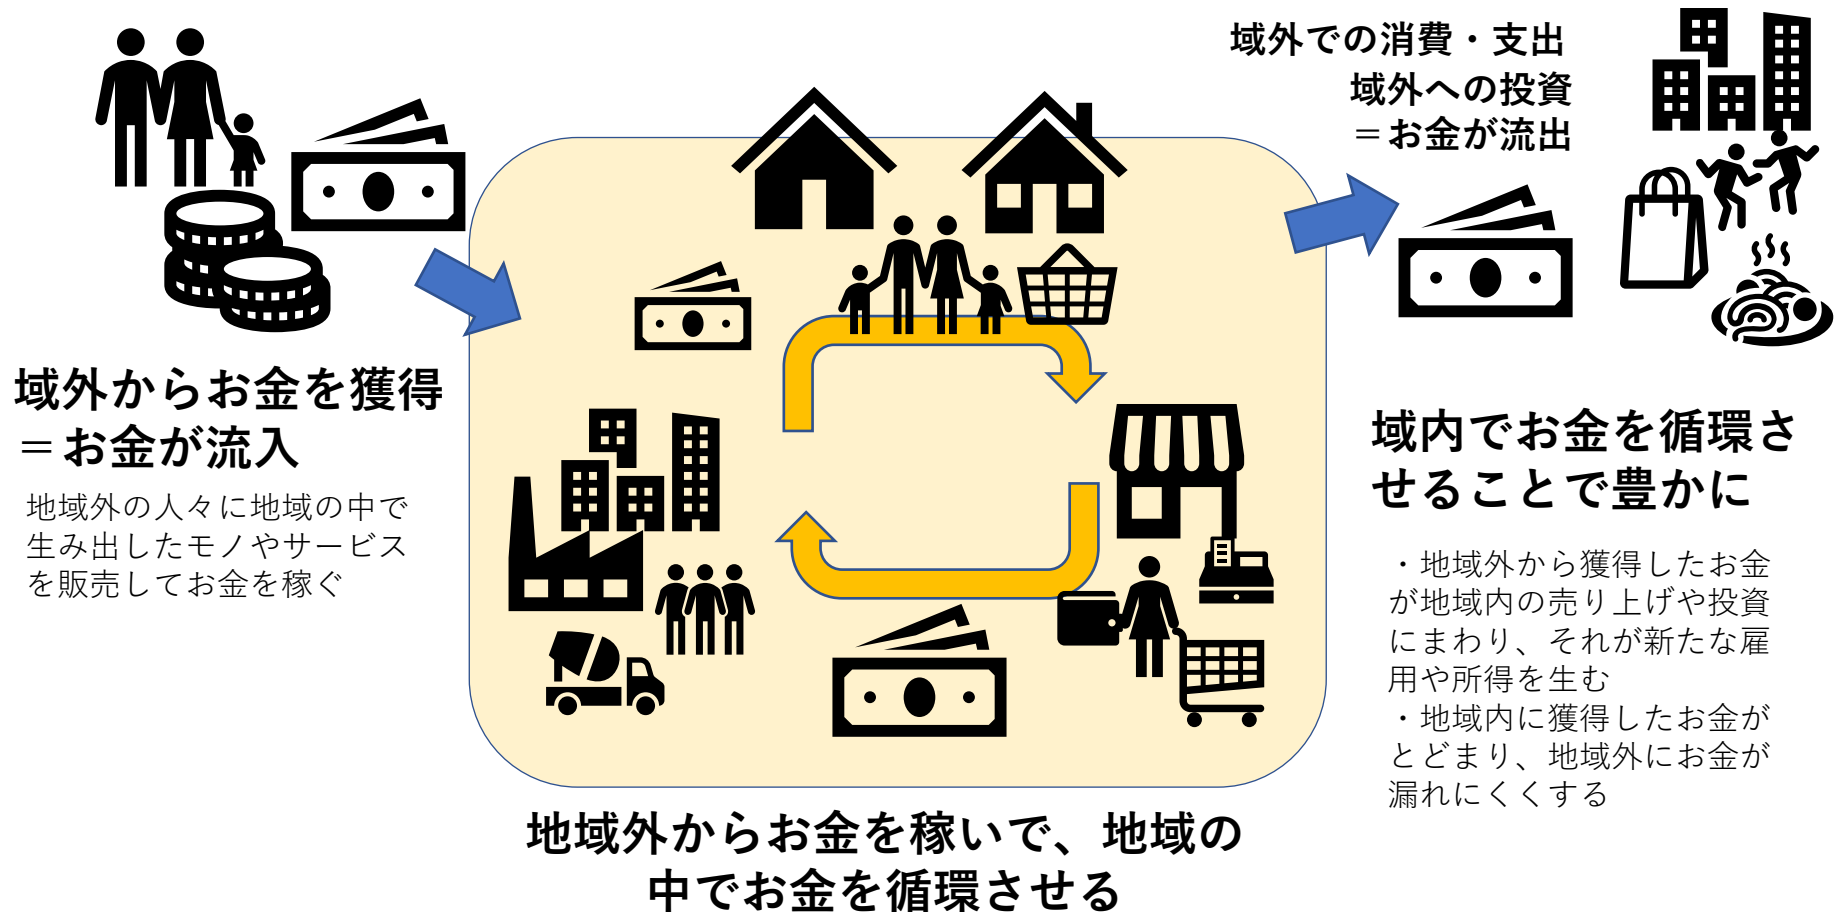 域外からお金を獲得
＝お金が流入
地域外の人々に地域の中で
生み出したモノやサービス
を販売してお金を稼ぐ
域外での消費・支出
域外への投資
＝お金が流出
域内でお金を循環さ
せることで豊かに
・地域外から獲得したお金
が地域内の売り上げや投資
にまわり、それが新たな雇
用や所得を生む
・地域内に獲得したお金が
とどまり、地域外にお金が
漏れにくくする
地域外からお金を稼いで、地域の
中でお金を循環させる